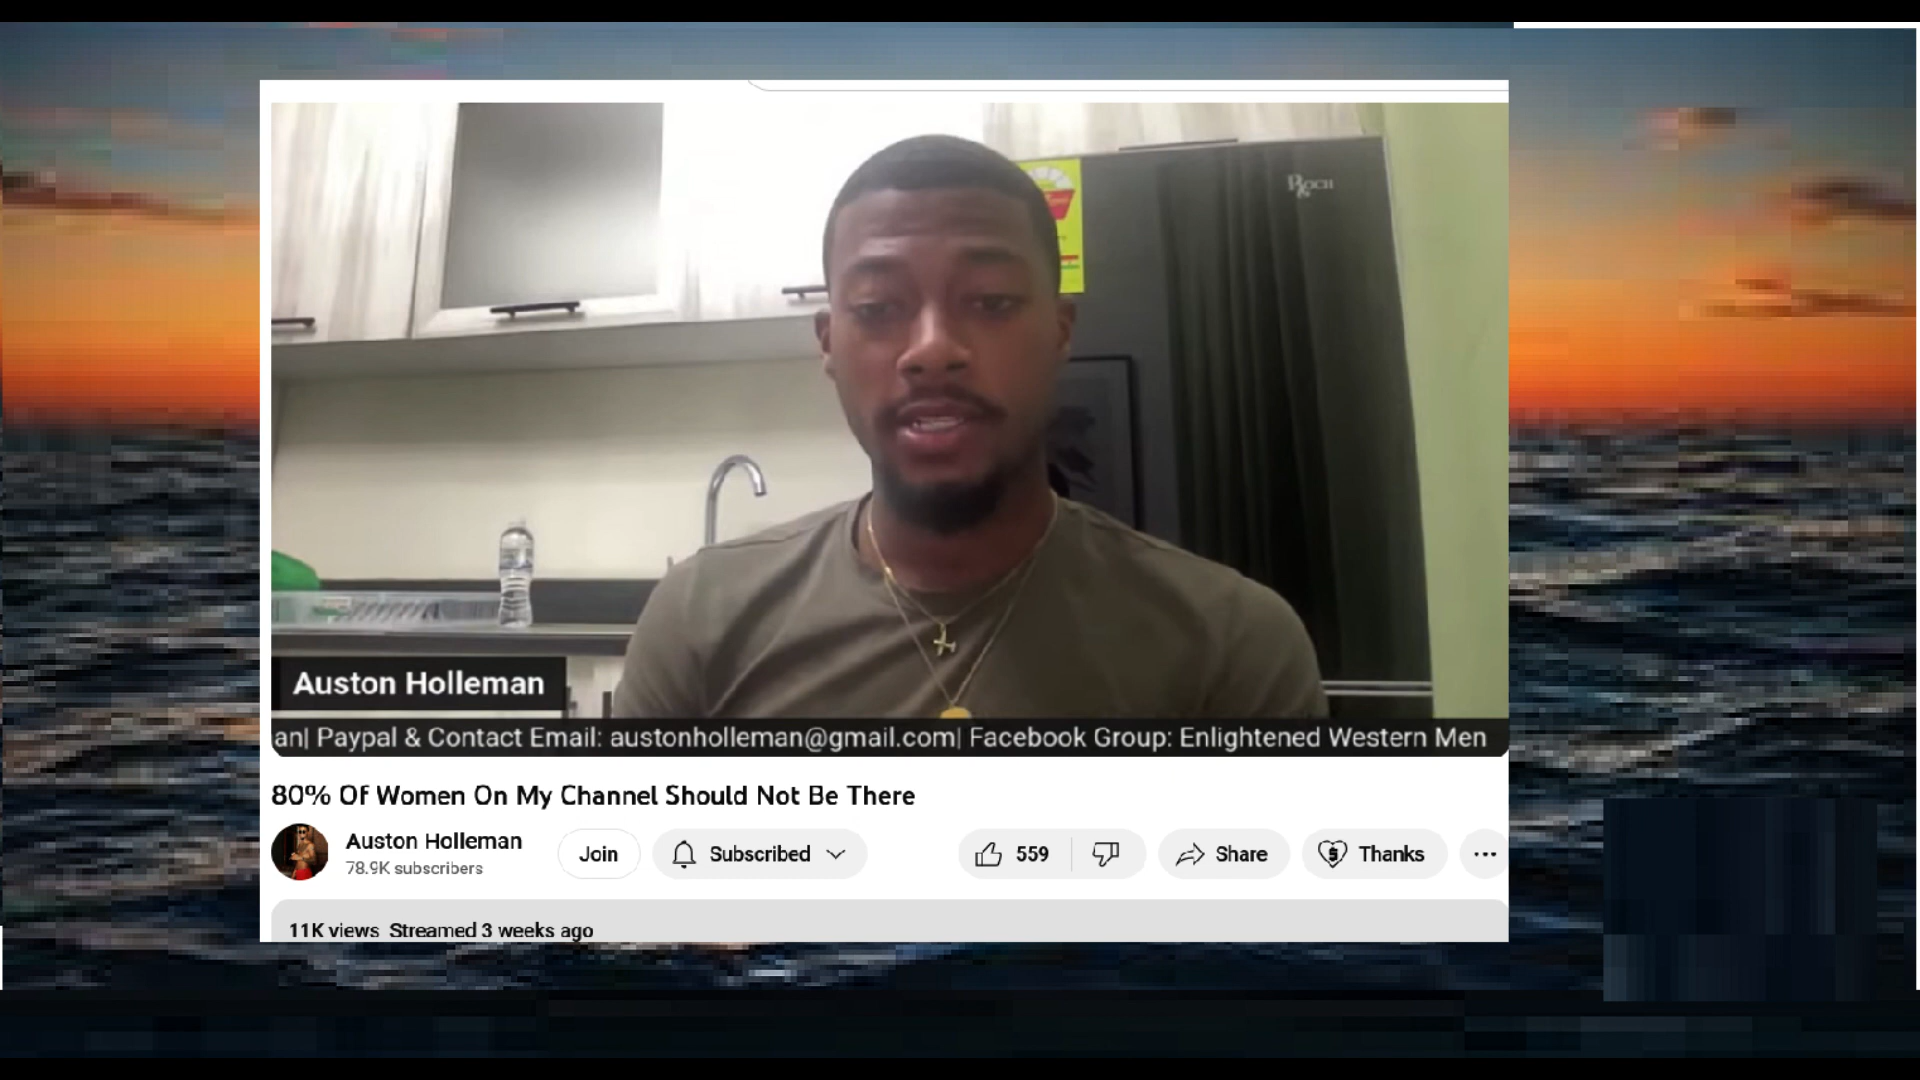 Roch
Auston Holleman
an| Paypal & Contact Email: austonholleman@gmail.com| Facebook Group: Enlightened Western Men
80% Of Women On My Channel Should Not Be There
Auston Holleman
78.9K subscribers
Join
Subscribed
559
Share
Thanks
11K views Streamed 3 weeks ago